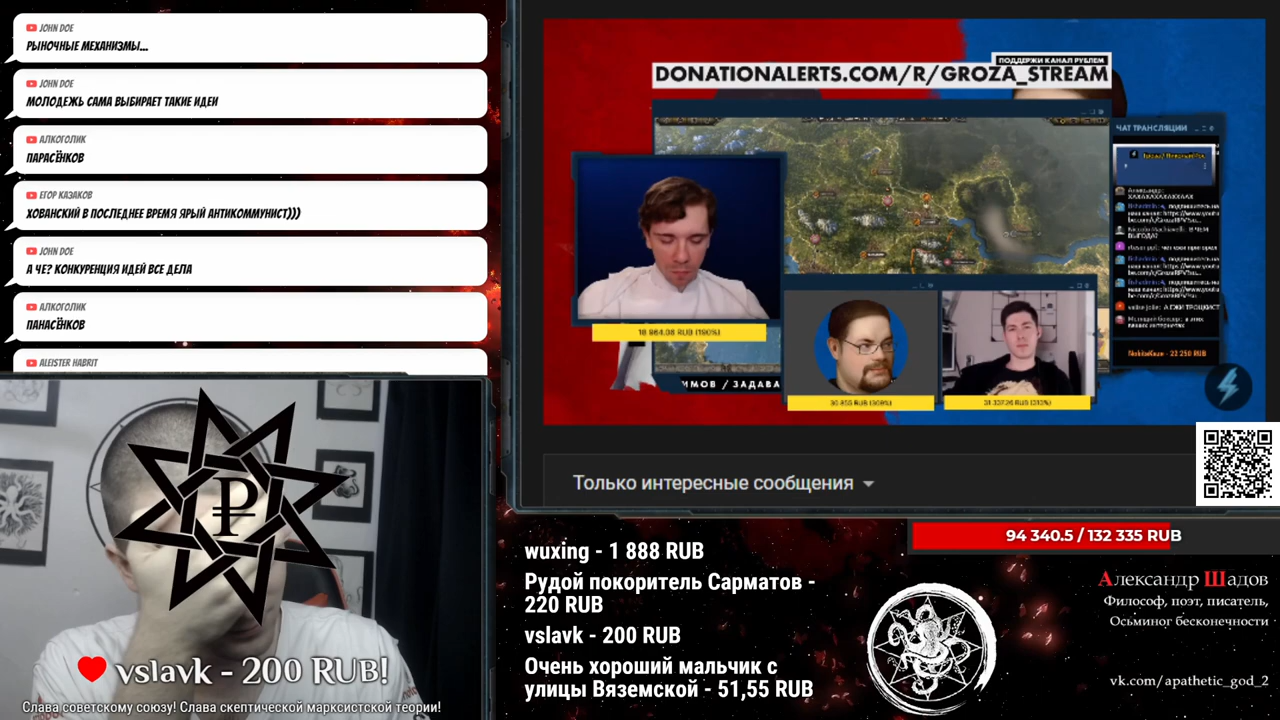 JOHN DOE
РЫНОЧНЫЕ МЕХАНИЗМЫ...
JOHN DOE
МОЛОДЕЖЬ САМА ВЫБИРАЕТ ТАКИЕ ИДЕИ
АЛКОГОЛИК
ПАРАСЁНКОВ
ЕГОР КАЗАКОВ
ХОВАНСКИЙ В ПОСЛЕДНЕЕ ВРЕМЯ ЯРЫЙ АНТИКОММУНИСТ)))
JOHN DOE
А ЧЕ? КОНКУРЕНЦИЯ ИДЕЙ ВСЕ ДЕЛА
АЛКОГОЛИК
ПАНАСЁНКОВ
ALEISTER HABRIT
ПОДДЕРЖИ КАНАЛ РУБЛЕМ
DONATIONALERTS.COM/R/GROZA_STREAM
ЧАТ ТРАНСЛЯЦИИ
ИМОВ / ЗАДАВА
Только интересные сообщения
₽
vslavk - 200 RUB!
Слава советскому союзу! Слава скептической марксистской теории!
wuxing - 1 888 RUB
Рудой покоритель Сарматов -
220 RUB
vslavk - 200 RUB
Очень хороший мальчик с
улицы Вяземской - 51,55 RUB
94 340.5 / 132 335 RUB
Александр Шадов
Философ, поэт, писатель,
Осьминог бесконечности
vk.com/apathetic_god_2